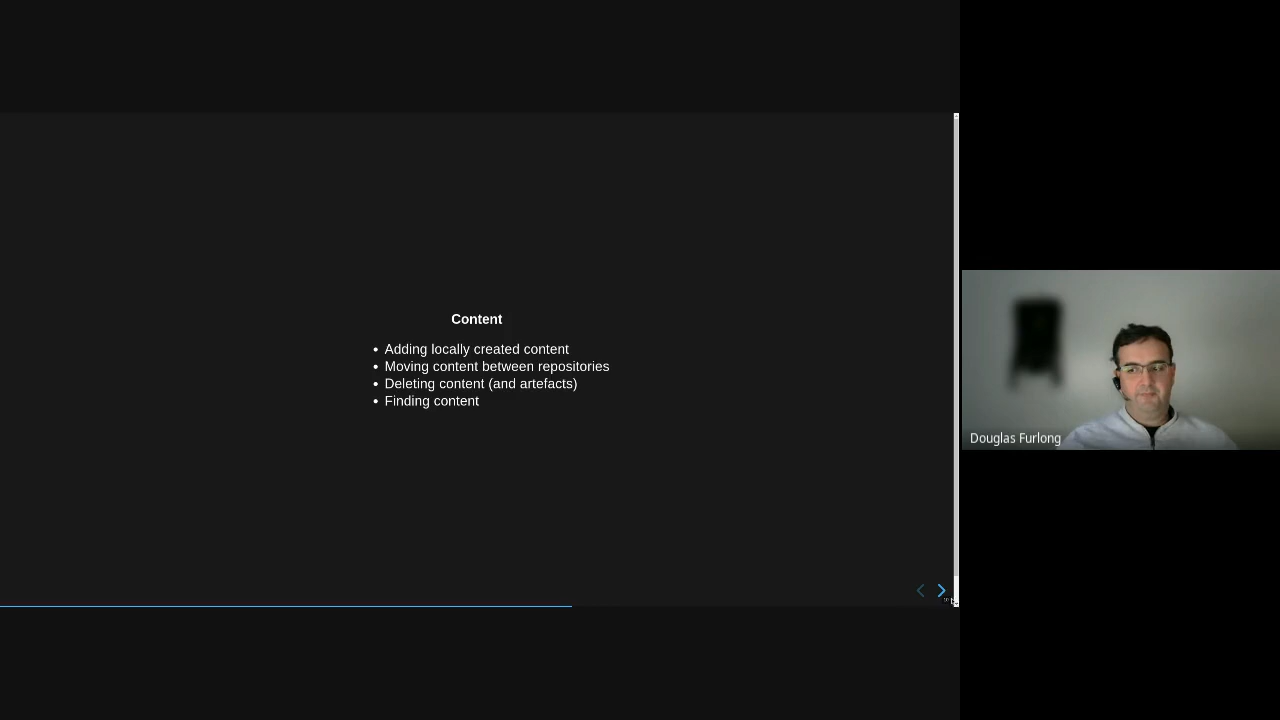 Content
• Adding locally created content
• Moving content between repositories
• Deleting content (and artefacts)
• Finding content
Douglas Furlong